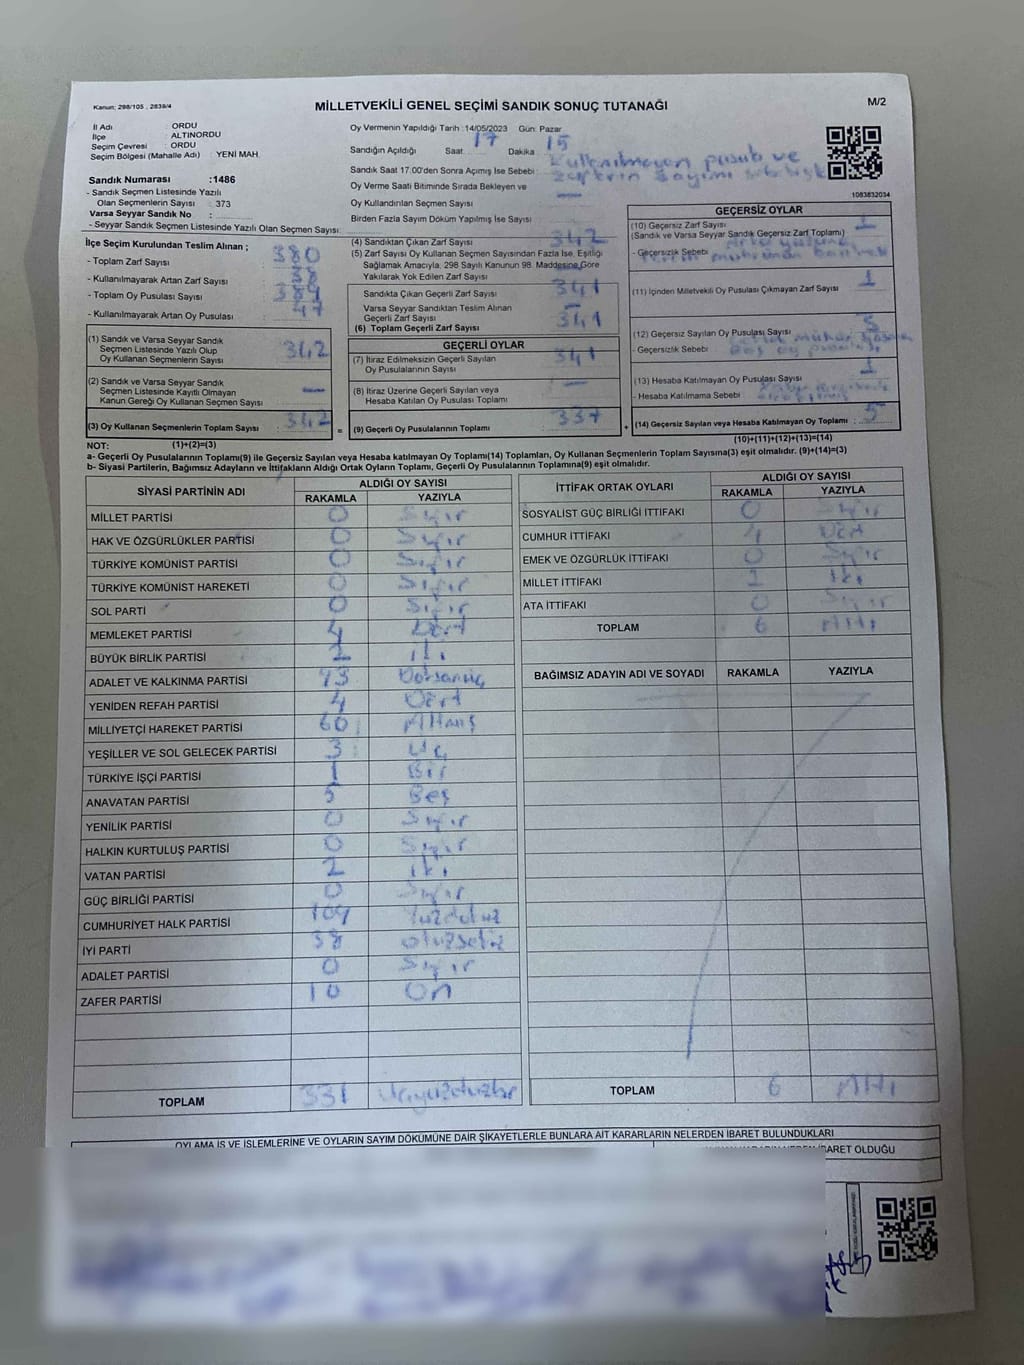 Kanun; 298/105 , 2839/4
MİLLETVEKİLİ GENEL SEÇİMİ SANDIK SONUÇ TUTANAĞI
M/2
İl Adı : ORDU
İlçe : ALTINORDU
Seçim Çevresi : ORDU
Seçim Bölgesi (Mahalle Adı) : YENİ MAH.
Sandık Numarası :1486
- Sandık Seçmen Listesinde Yazılı
Olan Seçmenlerin Sayısı : 373
Varsa Seyyar Sandık No :
- Seyyar Sandık Seçmen Listesinde Yazılı Olan Seçmen Sayısı:
Oy Vermenin Yapıldığı Tarih :14/05/2023 Gün: Pazar
Sandığın Açıldığı Saat 17 Dakika 15
Sandık Saat 17.00'den Sonra Açımış İse Sebebi : Kullanılmayan pusula ve
zarfların sayımı sebebiyle
Oy Verme Saati Bitiminde Sırada Bekleyen ve
Oy Kullandırılan Seçmen Sayısı
Birden Fazla Sayım Döküm Yapılmış İse Sayısı :
1083832034
İlçe Seçim Kurulundan Teslim Alınan ;
- Toplam Zarf Sayısı : 380
- Kullanılmayarak Artan Zarf Sayısı : 38
- Toplam Oy Pusulası Sayısı : 389
- Kullanılmayarak Artan Oy Pusulası : 47
(1) Sandık ve Varsa Seyyar Sandık
Seçmen Listesinde Yazılı Olup
Oy Kullanan Seçmenlerin Sayısı : 342
(2) Sandık ve Varsa Seyyar Sandık
Seçmen Listesinde Kayıtlı Olmayan
Kanun Gereği Oy Kullanan Seçmen Sayısı : —
(3) Oy Kullanan Seçmenlerin Toplam Sayısı : 342
(4) Sandıktan Çıkan Zarf Sayısı : 342
(5) Zarf Sayısı Oy Kullanan Seçmen Sayısından Fazla İse, Eşitliği
Sağlamak Amacıyla, 298 Sayılı Kanunun 98. Maddesine Göre
Yakılarak Yok Edilen Zarf Sayısı
Sandıkta Çıkan Geçerli Zarf Sayısı : 341
Varsa Seyyar Sandıktan Teslim Alınan
Geçerli Zarf Sayısı : —
(6) Toplam Geçerli Zarf Sayısı : 341
GEÇERLİ OYLAR
(7) İtiraz Edilmeksizin Geçerli Sayılan
Oy Pusulalarının Sayısı : 341
(8) İtiraz Üzerine Geçerli Sayılan veya
Hesaba Katılan Oy Pusulası Toplamı : —
= (9) Geçerli Oy Pusulalarının Toplamı : 337 +
GEÇERSİZ OYLAR
(10) Geçersiz Zarf Sayısı
(Sandık ve Varsa Seyyar Sandık Geçersiz Zarf Toplamı) : 1
- Geçersizlik Sebebi
(11) İçinden Milletvekili Oy Pusulası Çıkmayan Zarf Sayısı : 1
(12) Geçersiz Sayılan Oy Pusulası Sayısı
- Geçersizlik Sebebi : Boş oy pusulası
(13) Hesaba Katılmayan Oy Pusulası Sayısı : 1
- Hesaba Katılmama Sebebi :
(14) Geçersiz Sayılan veya Hesaba Katılmayan Oy Toplamı : 5
NOT: (1)+(2)=(3)
(10)+(11)+(12)+(13)=(14)
a- Geçerli Oy Pusulalarının Toplamı(9) ile Geçersiz Sayılan veya Hesaba katılmayan Oy Toplamı(14) Toplamları, Oy Kullanan Seçmenlerin Toplam Sayısına(3) eşit olmalıdır. (9)+(14)=(3)
b- Siyasi Partilerin, Bağımsız Adayların ve İttifakların Aldığı Ortak Oyların Toplamı, Geçerli Oy Pusulalarının Toplamına(9) eşit olmalıdır.
SİYASİ PARTİNİN ADI ALDIĞI OY SAYISI
RAKAMLA YAZIYLA
MİLLET PARTİSİ 0 Sıfır
HAK VE ÖZGÜRLÜKLER PARTİSİ 0 Sıfır
TÜRKİYE KOMÜNİST PARTİSİ 0 Sıfır
TÜRKİYE KOMÜNİST HAREKETİ 0 Sıfır
SOL PARTİ 0 Sıfır
MEMLEKET PARTİSİ 4 Dört
BÜYÜK BİRLİK PARTİSİ 2 iki
ADALET VE KALKINMA PARTİSİ 93 Doksanüç
YENİDEN REFAH PARTİSİ 4 Dört
MİLLİYETÇİ HAREKET PARTİSİ 60 Altmış
YEŞİLLER VE SOL GELECEK PARTİSİ 3 Üç
TÜRKİYE İŞÇİ PARTİSİ 1 Bir
ANAVATAN PARTİSİ 5 Beş
YENİLİK PARTİSİ 0 Sıfır
HALKIN KURTULUŞ PARTİSİ 0 Sıfır
VATAN PARTİSİ 2 iki
GÜÇ BİRLİĞİ PARTİSİ 0 Sıfır
CUMHURİYET HALK PARTİSİ 109 Yüzdokuz
İYİ PARTİ 38 otuzsekiz
ADALET PARTİSİ 0 Sıfır
ZAFER PARTİSİ 10 On
TOPLAM 331 Üçyüzotuzbir
İTTİFAK ORTAK OYLARI ALDIĞI OY SAYISI
RAKAMLA YAZIYLA
SOSYALİST GÜÇ BİRLİĞİ İTTİFAKI 0 Sıfır
CUMHUR İTTİFAKI 4 Dört
EMEK VE ÖZGÜRLÜK İTTİFAKI 0 Sıfır
MİLLET İTTİFAKI 2 iki
ATA İTTİFAKI 0 Sıfır
TOPLAM 6 Altı
BAĞIMSIZ ADAYIN ADI VE SOYADI RAKAMLA YAZIYLA
TOPLAM 6 Altı
OYLAMA İŞ VE İŞLEMLERİNE VE OYLARIN SAYIM DÖKÜMÜNE DAİR ŞİKAYETLERLE BUNLARA AİT KARARLARIN NELERDEN İBARET BULUNDUKLARI
İBARET OLDUĞU